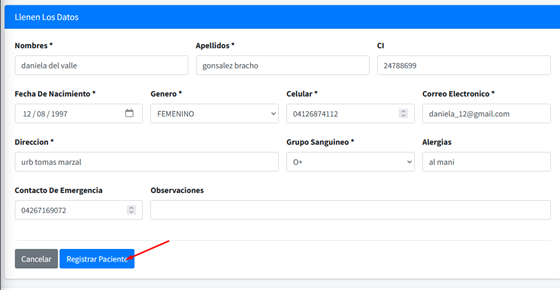 Llenen Los Datos
Nombres * Apellidos * CI
daniela del valle gonsalez bracho 24788699
Fecha De Nacimiento * Genero * Celular * Correo Electronico *
12 / 08 / 1997 FEMENINO 04126874112 daniela_12@gmail.com
Direccion * Grupo Sanguineo * Alergias
urb tomas marzal O+ al mani
Contacto De Emergencia Observaciones
04267169072
Cancelar Registrar Paciente